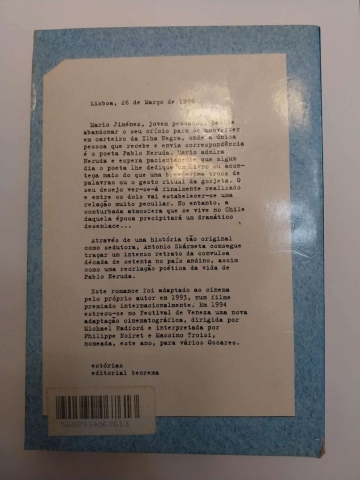 Lisboa, 26 de Março de
Mario Jiménez, jovem pescador, decide
abandonar o seu ofício para se converter
em carteiro da Ilha Negra, onde a única
pessoa que recebe e envia correspondência
é o poeta Pablo Neruda. Mario admira
Neruda e espera pacientemente que algum
dia o poeta lhe dedique um livro ou acon-
teça mais do que uma brevíssima troca de
palavras ou o gesto ritual da gorjeta. O
seu desejo ver-se-á finalmente realizado
e entre os dois vai estabelecer-se uma
relação muito peculiar. No entanto, a
conturbada atmosfera que se vive no Chile
daquela época precipitará um dramático
desenlace...
Através de uma história tão original
como sedutora, Antonio Skármeta consegue
traçar um intenso retrato da convulsa
década de setenta no país andino, assim
como uma recriação poética da vida de
Pablo Neruda.
Este romance foi adaptado ao cinema
pelo próprio autor em 1993, num filme
premiado internacionalmente. Em 1994
estreou-se no Festival de Veneza uma nova
adaptação cinematográfica, dirigida por
Michael Radford e interpretada por
Philippe Noiret e Massimo Troisi,
nomeada, este ano, para vários Óscares.
estórias
editorial teorema